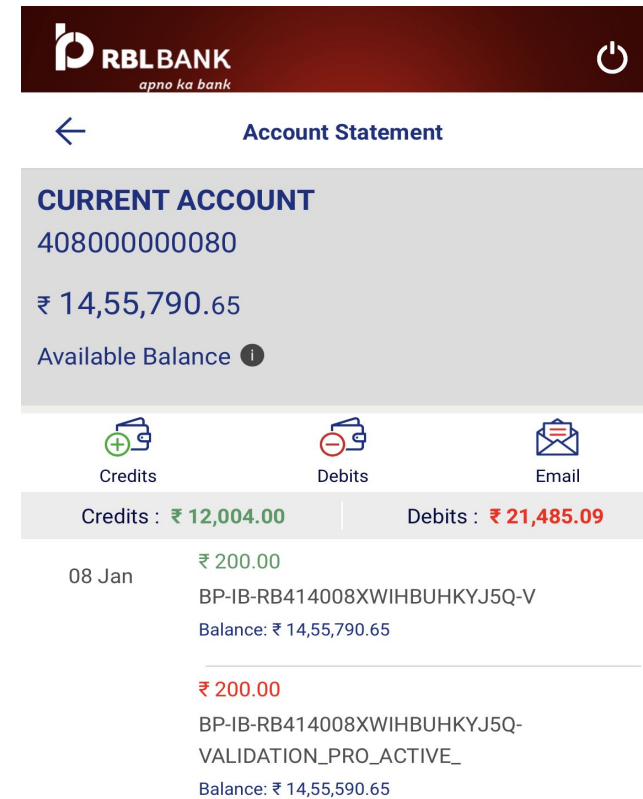 RBL BANK
apno ka bank
Account Statement
CURRENT ACCOUNT
408000000080
₹ 14,55,790.65
Available Balance i
Credits Debits Email
Credits : ₹ 12,004.00 Debits : ₹ 21,485.09
08 Jan
₹ 200.00
BP-IB-RB414008XWIHBUHKYJ5Q-V
Balance: ₹ 14,55,790.65
₹ 200.00
BP-IB-RB414008XWIHBUHKYJ5Q-
VALIDATION_PRO_ACTIVE_
Balance: ₹ 14,55,590.65